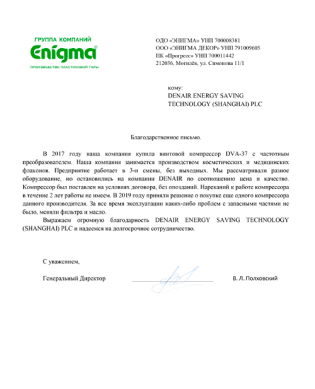 ГРУППА КОМПАНИЙ
Enigma
ПРОИЗВОДСТВО ПЛАСТИКОВОЙ ТАРЫ
ОДО «ЭНИГМА» УНП 700008381
ООО «ЭНИГМА ДЕКОР» УНП 791009605
ПК «Прогресс» УНП 700011442
212036, Могилёв, ул. Симонова 11/1
кому:
DENAIR ENERGY SAVING
TECHNOLOGY (SHANGHAI) PLC
Благодарственное письмо.
В 2017 году наша компания купила винтовой компрессор DVA-37 с частотным
преобразователем. Наша компания занимается производством косметических и медицинских
флаконов. Предприятие работает в 3-и смены, без выходных. Мы рассматривали разное
оборудование, но остановились на компании DENAIR по соотношению цена и качество.
Компрессор был поставлен на условиях договора, без опозданий. Нареканий к работе компрессора
в течение 2 лет работы не имеем. В 2019 году приняли решение о покупке еще одного компрессора
данного производителя. За все время эксплуатации каких-либо проблем с запасными частями не
было, меняли фильтра и масло.
Выражаем огромную благодарность DENAIR ENERGY SAVING TECHNOLOGY
(SHANGHAI) PLC и надеемся на долгосрочное сотрудничество.
С уважением,
Генеральный Директор В. Л. Полховский